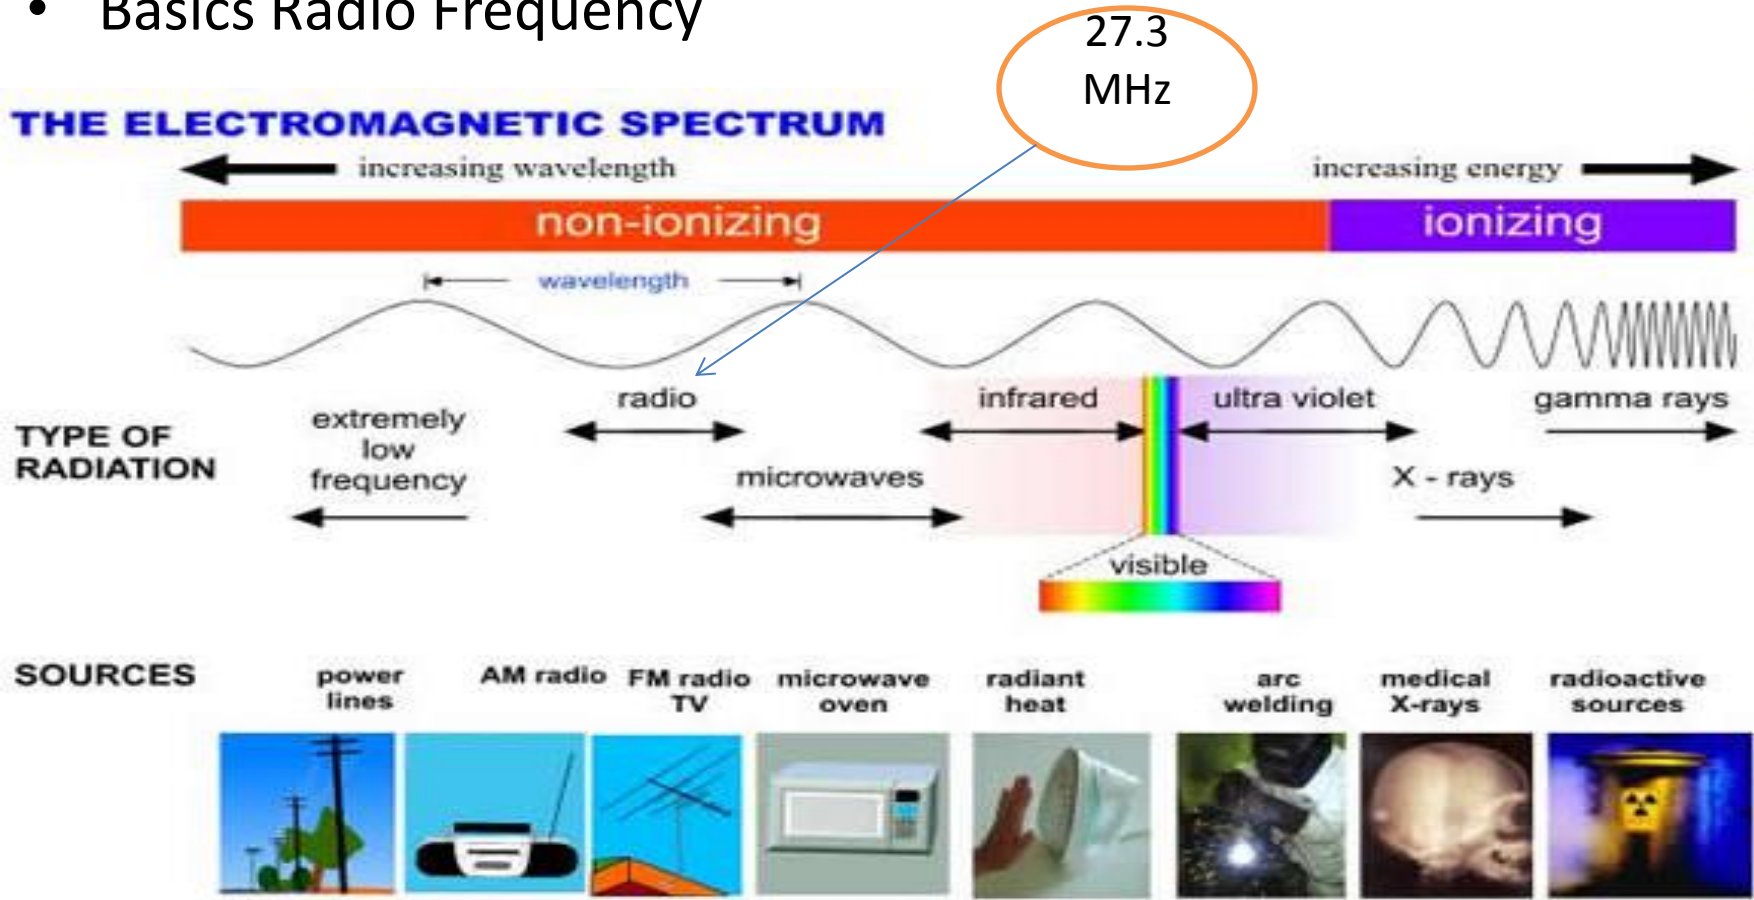 • Basics Radio Frequency
27.3
MHz
THE ELECTROMAGNETIC SPECTRUM
increasing wavelength
increasing energy
non-ionizing
ionizing
wavelength
TYPE OF
RADIATION
extremely
low
frequency
radio
microwaves
infrared
visible
ultra violet
X - rays
gamma rays
SOURCES
power
lines
AM radio
FM radio
TV
microwave
oven
radiant
heat
arc
welding
medical
X-rays
radioactive
sources